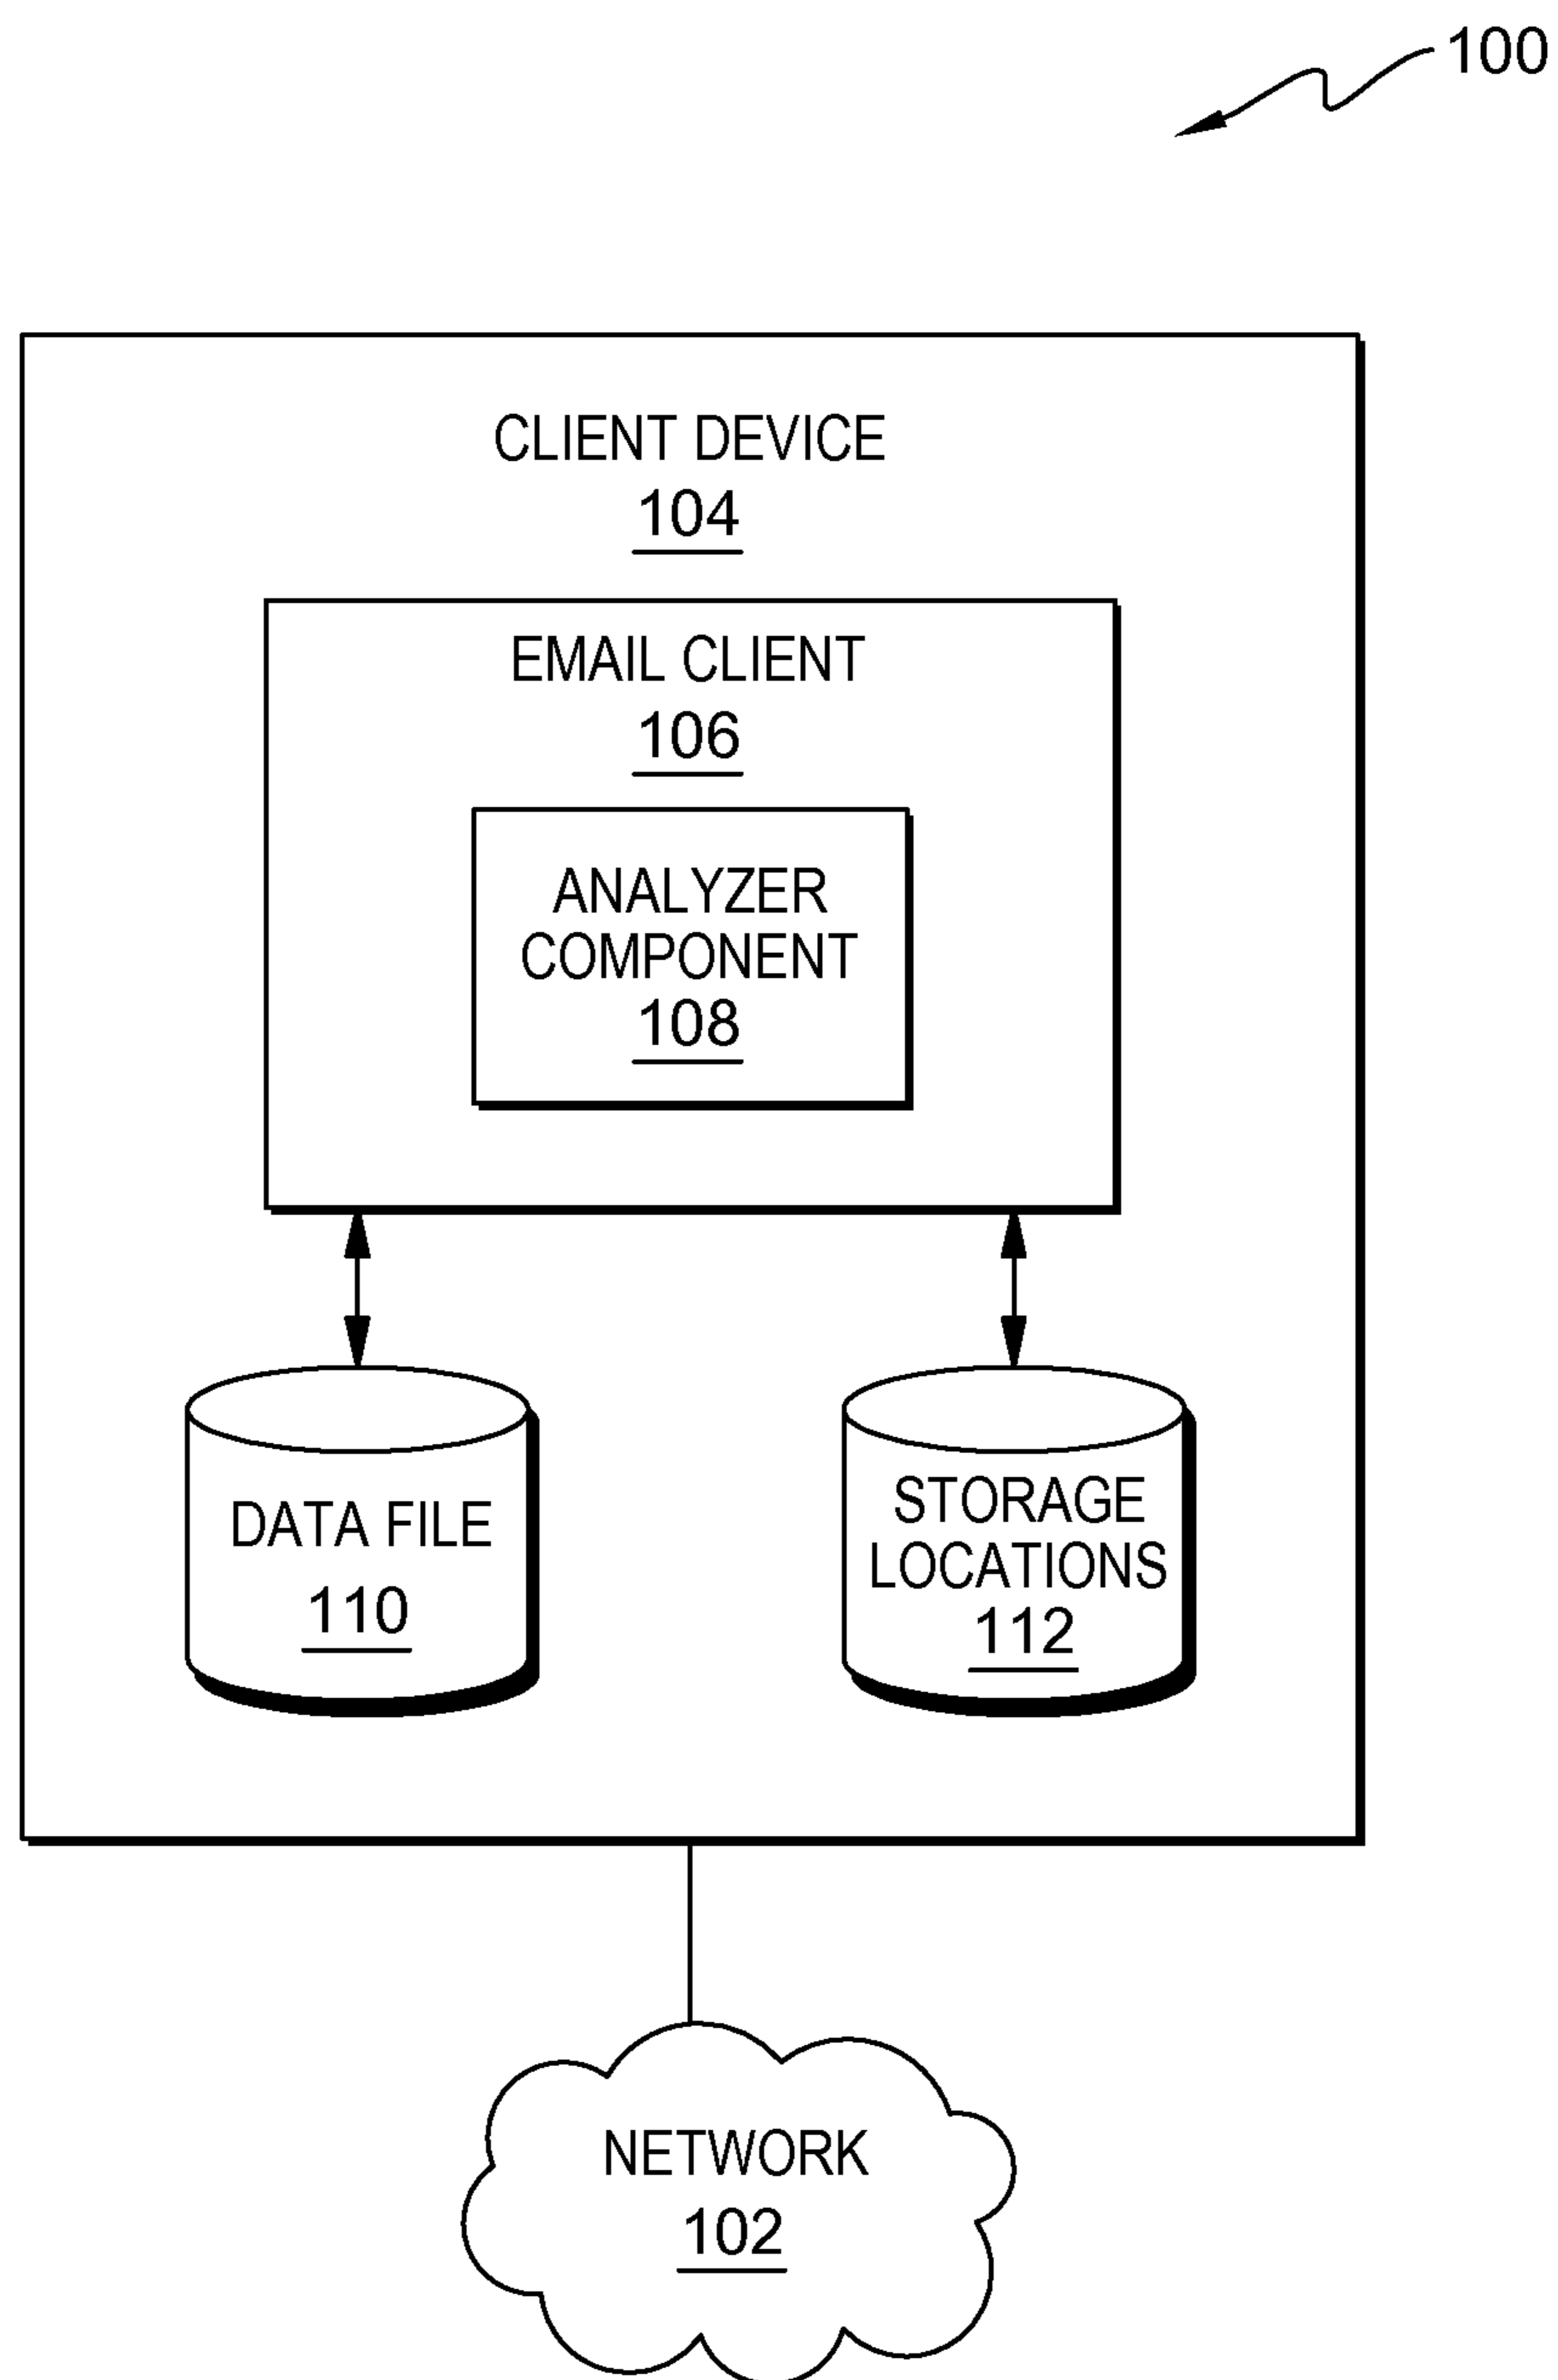 100
CLIENT DEVICE
104
EMAIL CLIENT
106
ANALYZER
COMPONENT
108
DATA FILE
110
STORAGE
LOCATIONS
112
NETWORK
102